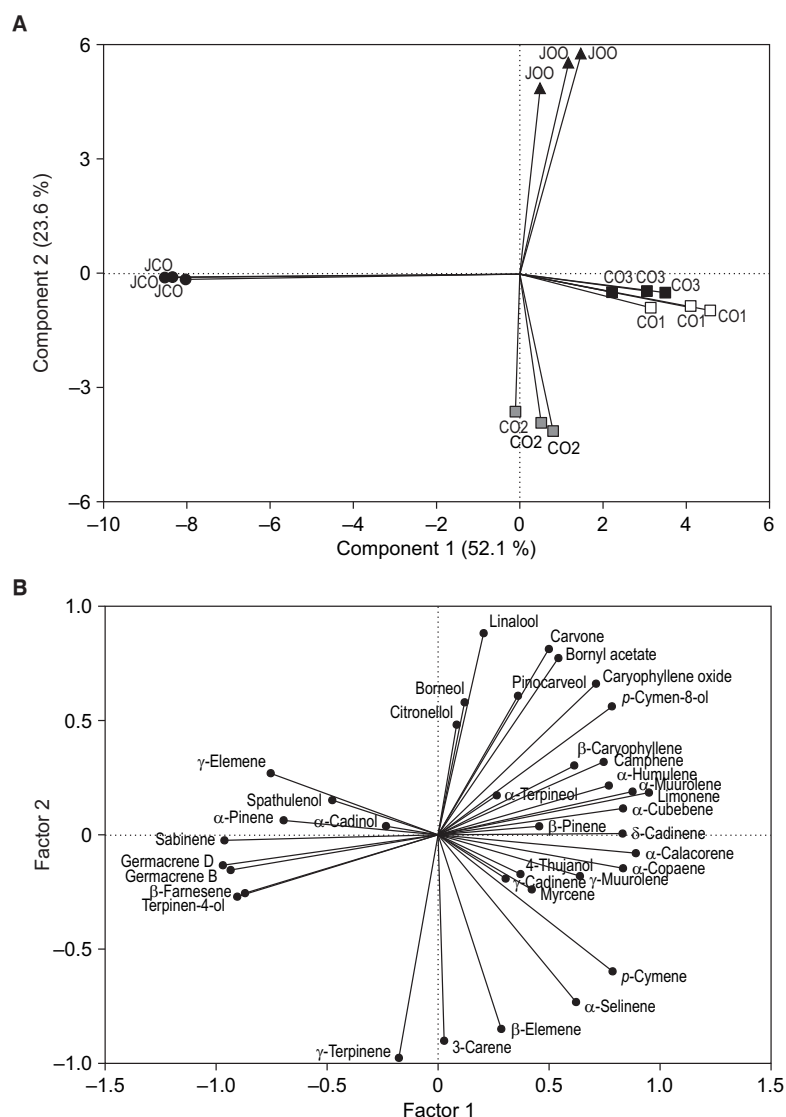 A
6
JOO JOO
JOO
3
Component 2 (23.6 %)
0
JCO
JCO
JCO
CO3 CO3
CO3
CO1
CO1
CO1
−3
CO2
CO2
CO2
−6
−10 −8 −6 −4 −2 0 2 4 6
Component 1 (52.1 %)
B
1.0
Linalool
Carvone
Bornyl acetate
Pinocarveol
Caryophyllene oxide
Borneol
p-Cymen-8-ol
Citronellol
0.5
β-Caryophyllene
γ-Elemene
Camphene
α-Humulene
α-Muurolene
Spathulenol
α-Terpineol
Limonene
α-Pinene
α-Cadinol
α-Cubebene
β-Pinene
Factor 2
0
Sabinene
δ-Cadinene
Germacrene D
α-Calacorene
Germacrene B
4-Thujanol
α-Copaene
γ-Cadinene
γ-Muurolene
β-Farnesene
Myrcene
Terpinen-4-ol
−0.5
p-Cymene
α-Selinene
β-Elemene
3-Carene
γ-Terpinene
−1.0
−1.5 −1.0 −0.5 0 0.5 1.0 1.5
Factor 1